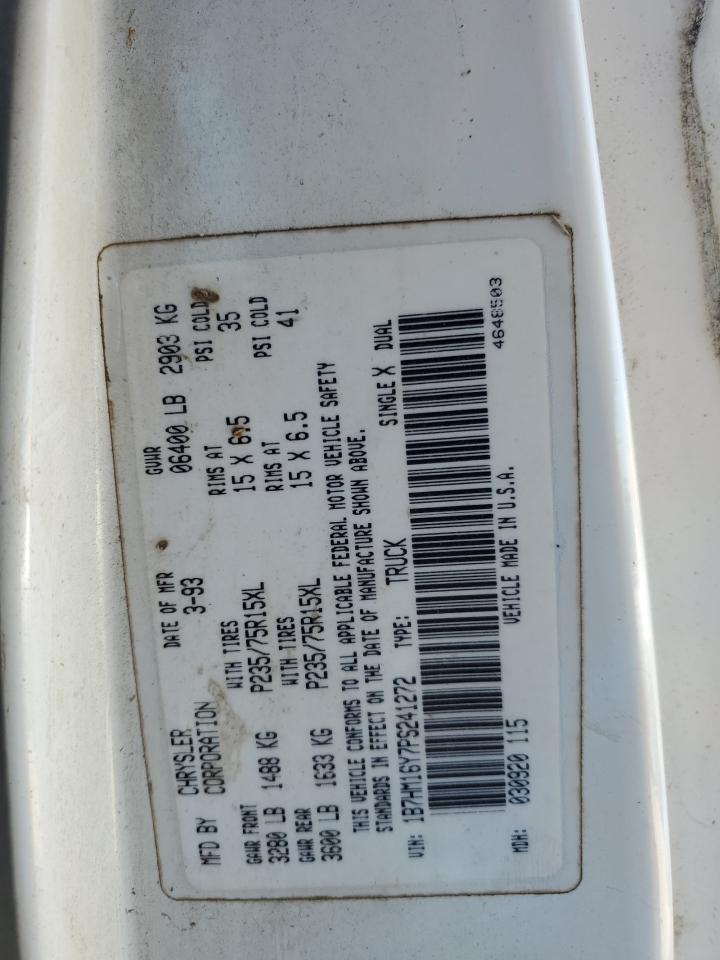 MFD BY CHRYSLER CORPORATION DATE OF MFR 3-93 GVWR 06400 LB 2903 KG
GAWR FRONT WITH TIRES RIMS AT PSI COLD
3280 LB 1488 KG P235/75R15XL 15 X 6.5 35
GAWR REAR WITH TIRES RIMS AT PSI COLD
3600 LB 1633 KG P235/75R15XL 15 X 6.5 41
THIS VEHICLE CONFORMS TO ALL APPLICABLE FEDERAL MOTOR VEHICLE SAFETY
STANDARDS IN EFFECT ON THE DATE OF MANUFACTURE SHOWN ABOVE.
VIN: 1B7HM16Y7PS241272 TYPE: TRUCK SINGLE X DUAL
MDH: 030920 115 VEHICLE MADE IN U.S.A. 4648503